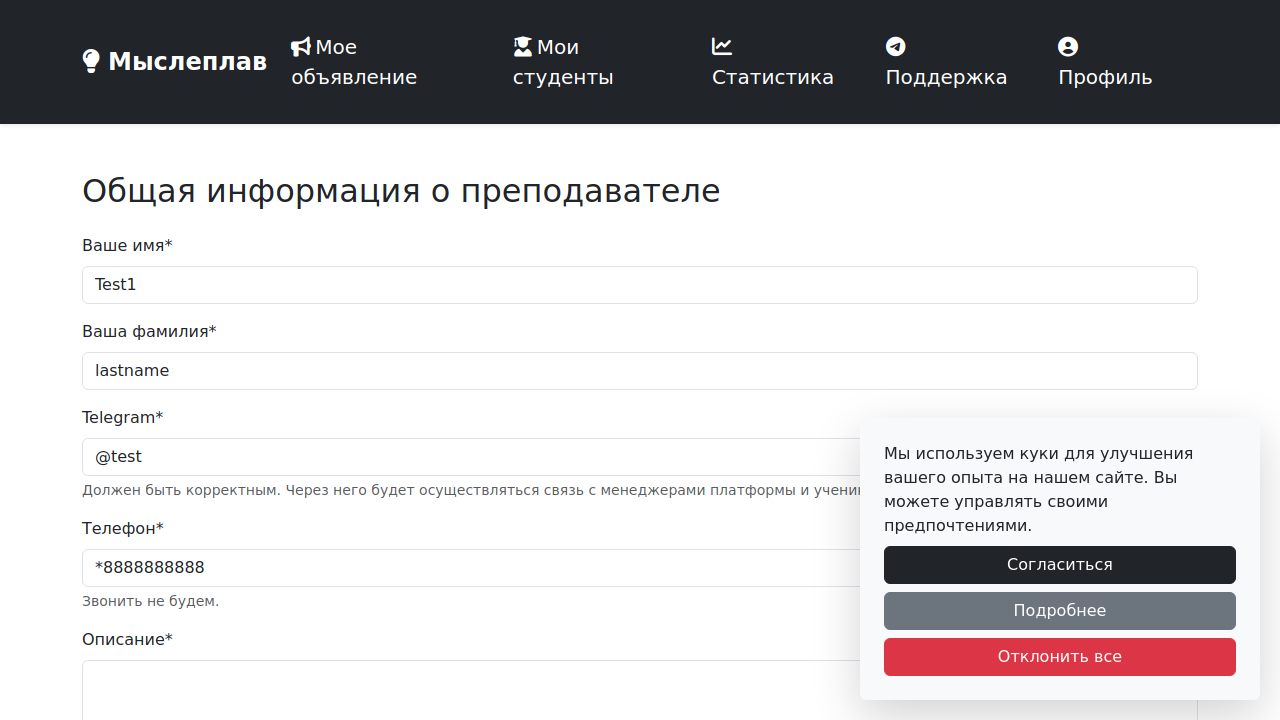 Мыслеплав
Мое
объявление
Мои
студенты
Статистика
Поддержка
Профиль
Общая информация о преподавателе
Ваше имя*
Test1
Ваша фамилия*
lastname
Telegram*
@test
Должен быть корректным. Через него будет осуществляться связь с менеджерами платформы и
Телефон*
*8888888888
Звонить не будем.
Описание*
Мы используем куки для улучшения
вашего опыта на нашем сайте. Вы
можете управлять своими
предпочтениями.
Согласиться
Подробнее
Отклонить все